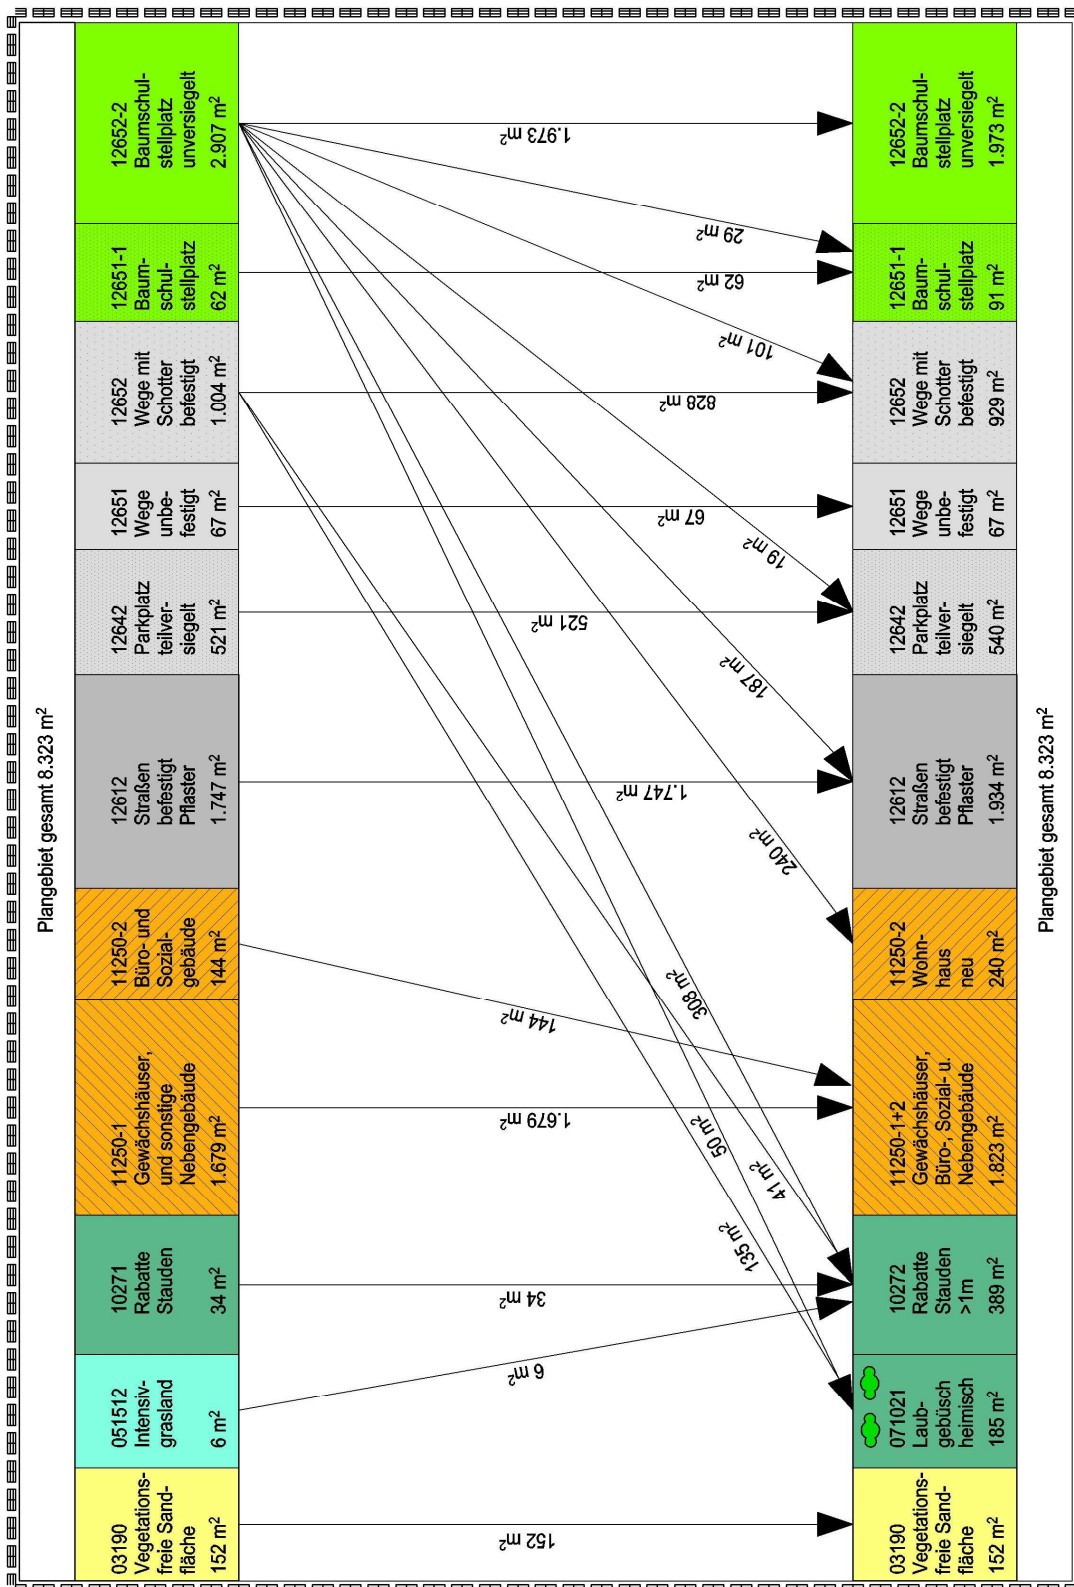 Plangebiet gesamt 8.323 m²
03190
Vegetations-
freie Sand-
fläche
152 m²
051512
Intensiv-
grasland
6 m²
10271
Rabatte
Stauden
34 m²
11250-1
Gewächshäuser,
und sonstige
Nebengebäude
1.679 m²
11250-2
Büro- und
Sozial-
gebäude
144 m²
12612
Straßen
befestigt
Pflaster
1.747 m²
12642
Parkplatz
teilver-
siegelt
521 m²
12651
Wege
unbe-
festigt
67 m²
12652
Wege mit
Schotter
befestigt
1.004 m²
12651-1
Baum-
schul-
stellplatz
62 m²
12652-2
Baumschul-
stellplatz
unversiegelt
2.907 m²
152 m²
6 m²
34 m²
135 m²
50 m²
41 m²
308 m²
1.679 m²
144 m²
240 m²
1.747 m²
187 m²
521 m²
19 m²
67 m²
828 m²
101 m²
62 m²
29 m²
1.973 m²
03190
Vegetations-
freie Sand-
fläche
152 m²
071021
Laub-
gebüsch
heimisch
185 m²
10272
Rabatte
Stauden
>1m
389 m²
11250-1+2
Gewächshäuser,
Büro-, Sozial- u.
Nebengebäude
1.823 m²
11250-2
Wohn-
haus
neu
240 m²
12612
Straßen
befestigt
Pflaster
1.934 m²
12642
Parkplatz
teilver-
siegelt
540 m²
12651
Wege
unbe-
festigt
67 m²
12652
Wege mit
Schotter
befestigt
929 m²
12651-1
Baum-
schul-
stellplatz
91 m²
12652-2
Baumschul-
stellplatz
unversiegelt
1.973 m²
Plangebiet gesamt 8.323 m²